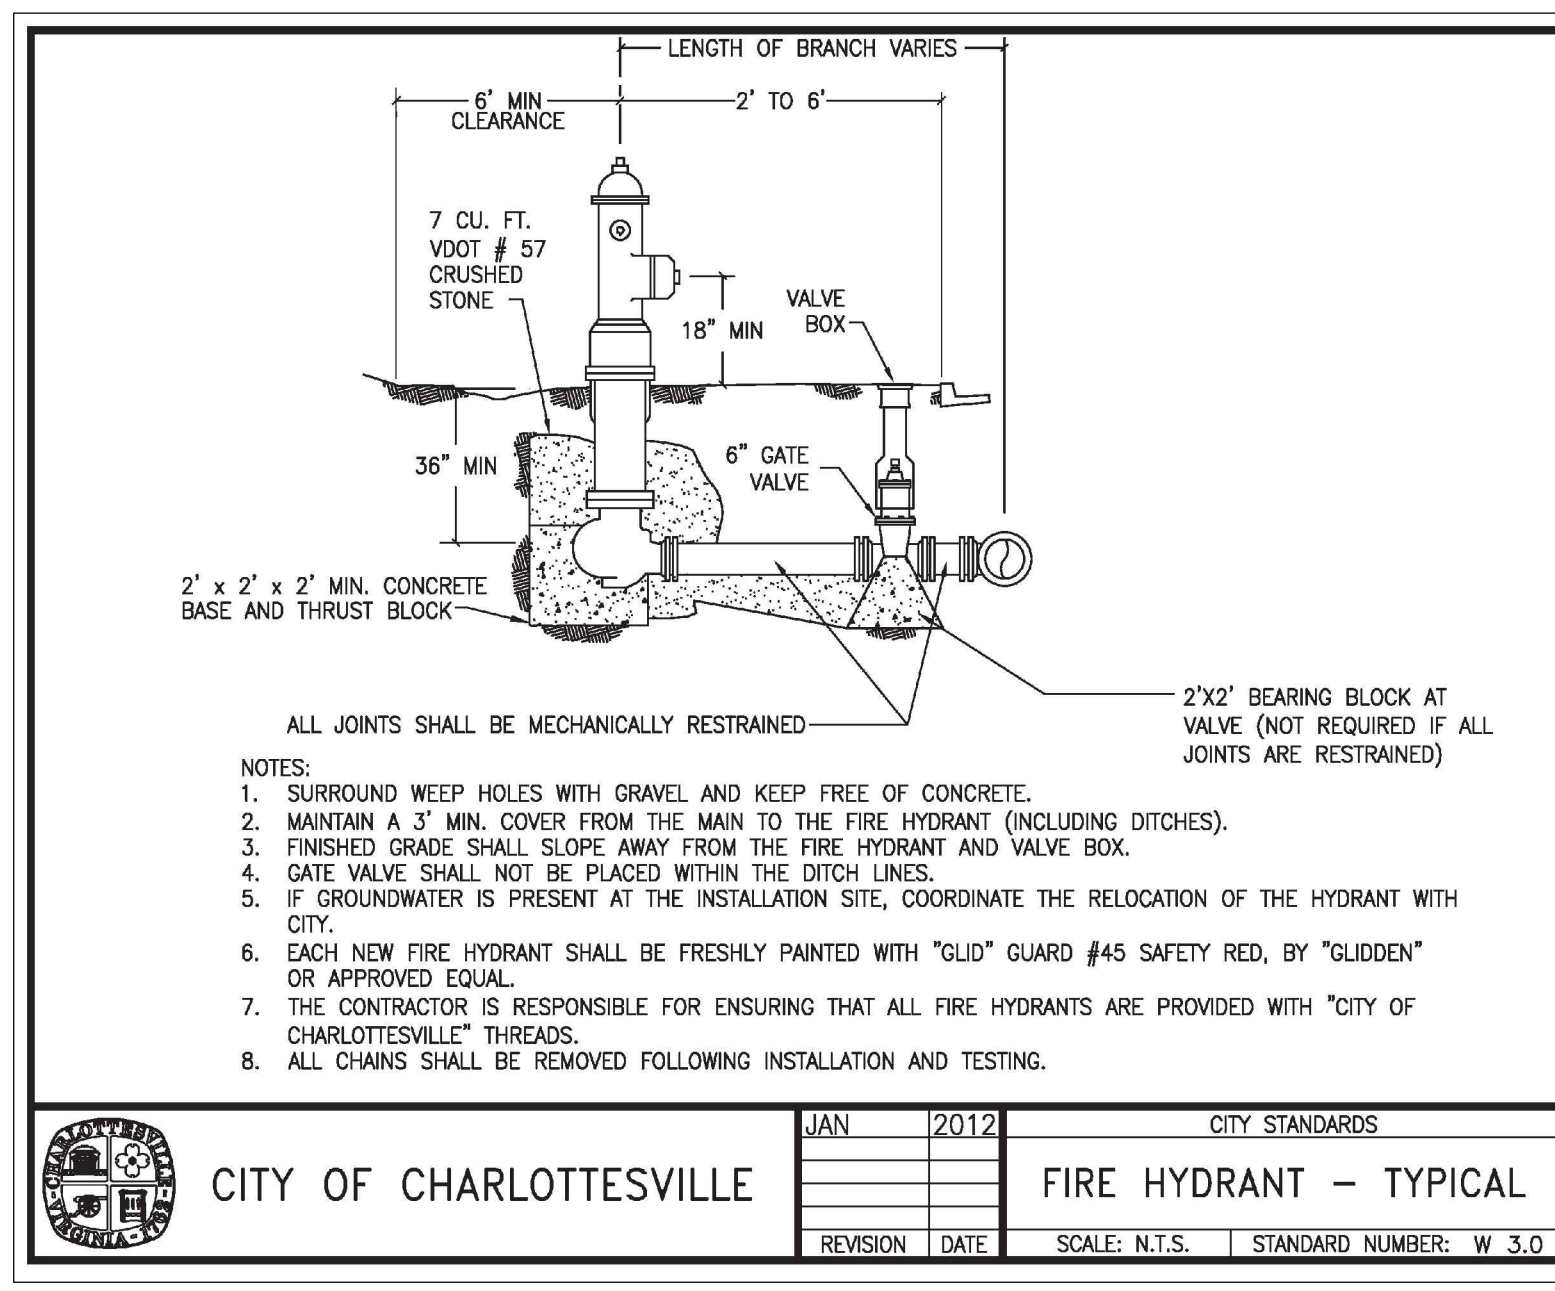 LENGTH OF BRANCH VARIES
6' MIN
CLEARANCE
2' TO 6'
7 CU. FT.
VDOT # 57
CRUSHED
STONE
VALVE
BOX
18" MIN
36" MIN
6" GATE
VALVE
2' x 2' x 2' MIN. CONCRETE
BASE AND THRUST BLOCK
2'X2' BEARING BLOCK AT
VALVE (NOT REQUIRED IF ALL
JOINTS ARE RESTRAINED)
ALL JOINTS SHALL BE MECHANICALLY RESTRAINED
NOTES:
1. SURROUND WEEP HOLES WITH GRAVEL AND KEEP FREE OF CONCRETE.
2. MAINTAIN A 3' MIN. COVER FROM THE MAIN TO THE FIRE HYDRANT (INCLUDING DITCHES).
3. FINISHED GRADE SHALL SLOPE AWAY FROM THE FIRE HYDRANT AND VALVE BOX.
4. GATE VALVE SHALL NOT BE PLACED WITHIN THE DITCH LINES.
5. IF GROUNDWATER IS PRESENT AT THE INSTALLATION SITE, COORDINATE THE RELOCATION OF THE HYDRANT WITH
CITY.
6. EACH NEW FIRE HYDRANT SHALL BE FRESHLY PAINTED WITH "GLID" GUARD #45 SAFETY RED, BY "GLIDDEN"
OR APPROVED EQUAL.
7. THE CONTRACTOR IS RESPONSIBLE FOR ENSURING THAT ALL FIRE HYDRANTS ARE PROVIDED WITH "CITY OF
CHARLOTTESVILLE" THREADS.
8. ALL CHAINS SHALL BE REMOVED FOLLOWING INSTALLATION AND TESTING.
CHARLOTTESVILLE
VIRGINIA-1762
CITY OF CHARLOTTESVILLE
JAN 2012
REVISION DATE
CITY STANDARDS
FIRE HYDRANT – TYPICAL
SCALE: N.T.S.
STANDARD NUMBER: W 3.0